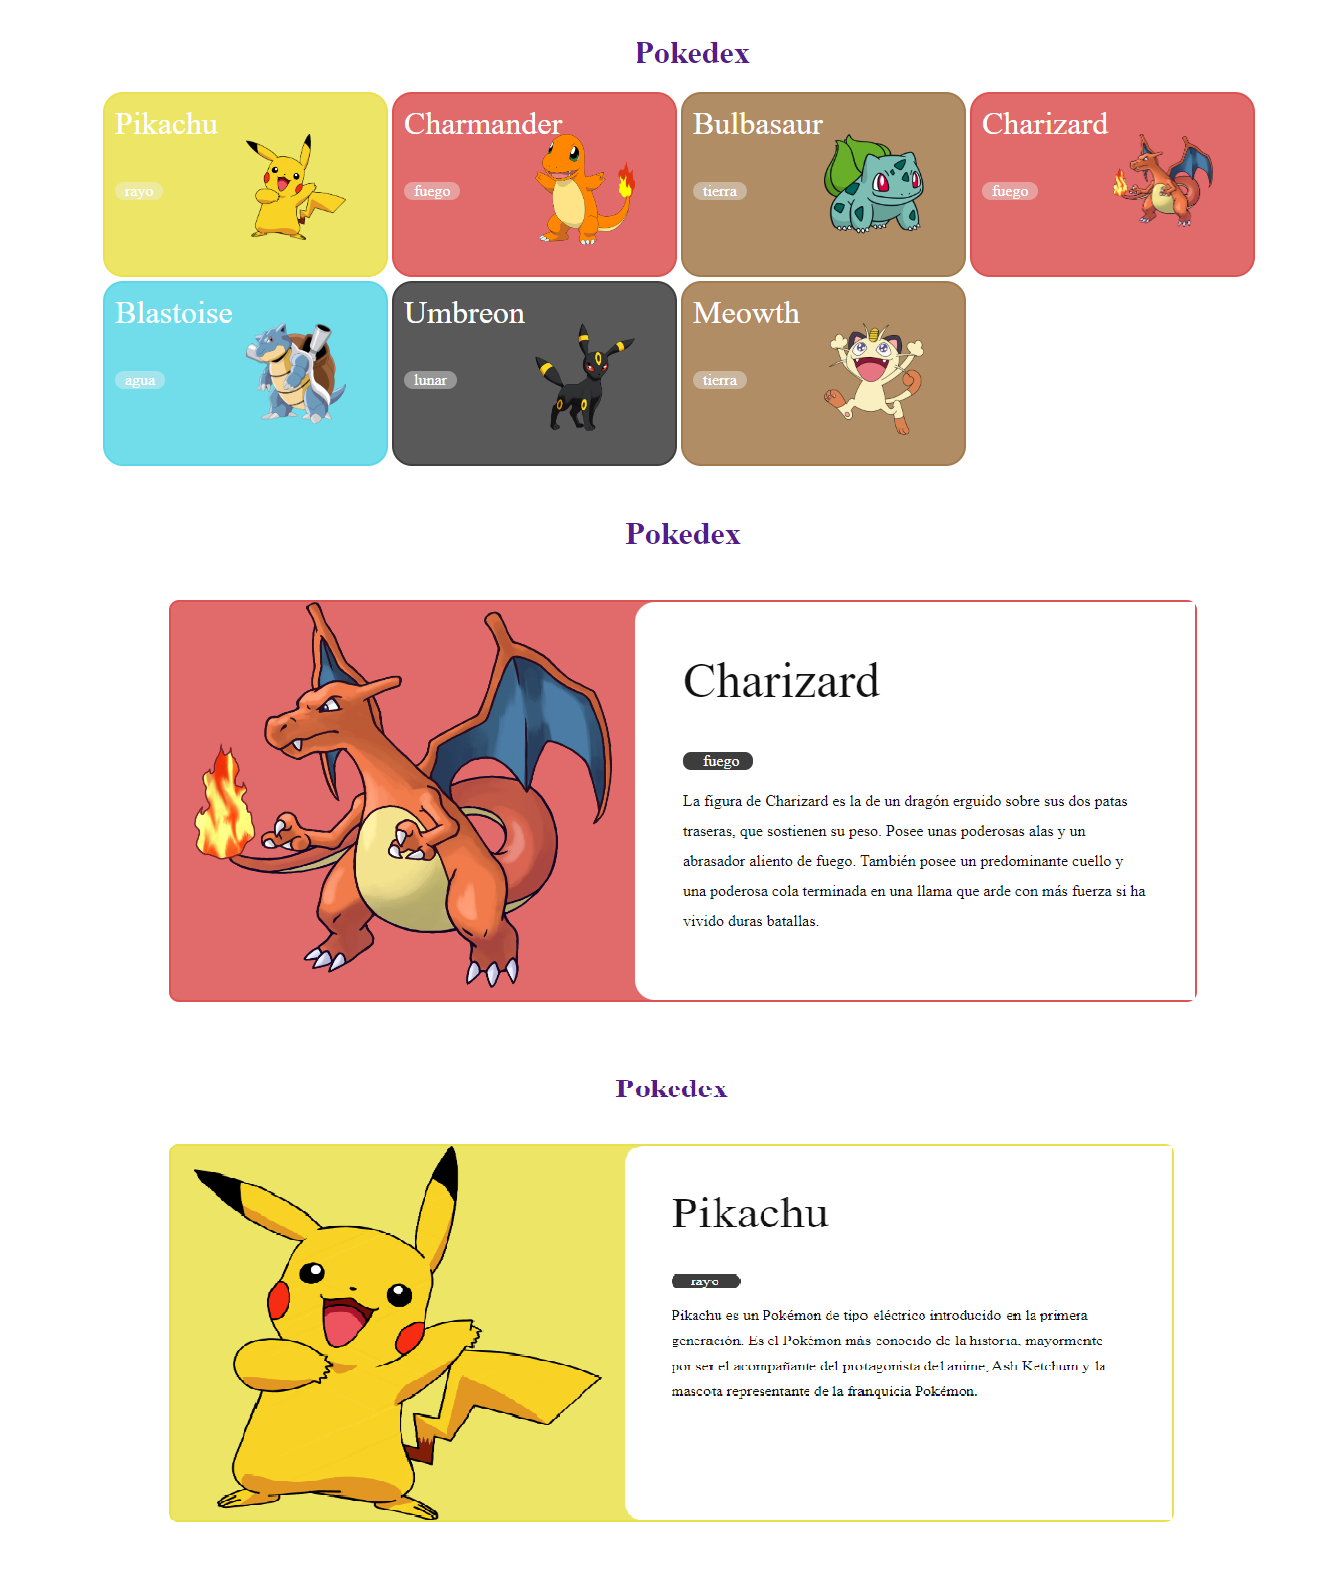 Pokedex
Pikachu
rayo
Charmander
fuego
Bulbasaur
tierra
Charizard
fuego
Blastoise
agua
Umbreon
lunar
Meowth
tierra
Pokedex
Charizard
fuego
La figura de Charizard es la de un dragón erguido sobre sus dos patas
traseras, que sostienen su peso. Posee unas poderosas alas y un
abrasador aliento de fuego. También posee un predominante cuello y
una poderosa cola terminada en una llama que arde con más fuerza si ha
vivido duras batallas.
Pokedex
Pikachu
rayo
Pikachu es un Pokémon de tipo eléctrico introducido en la primera
generación. Es el Pokémon más conocido de la historia, mayormente
por ser el acompañante del protagonista del anime, Ash Ketchum y la
mascota representante de la franquicia Pokémon.